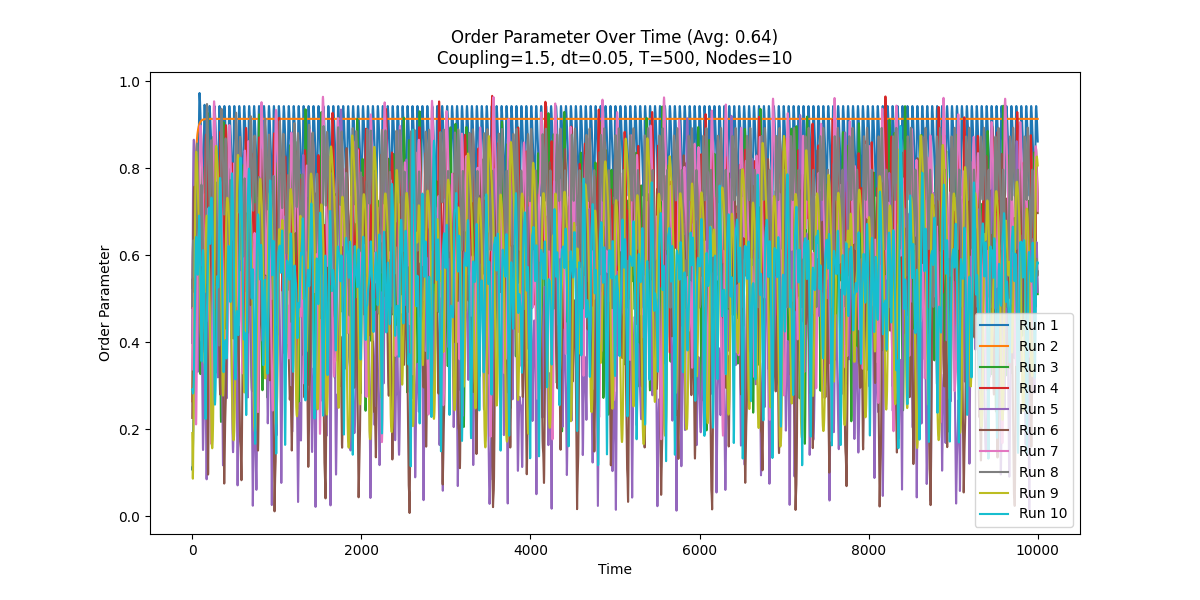 Order Parameter Over Time (Avg: 0.64)
Coupling=1.5, dt=0.05, T=500, Nodes=10
Order Parameter
1.0
0.8
0.6
0.4
0.2
0.0
0
2000
4000
6000
8000
10000
Time
Run 1
Run 2
Run 3
Run 4
Run 5
Run 6
Run 7
Run 8
Run 9
Run 10